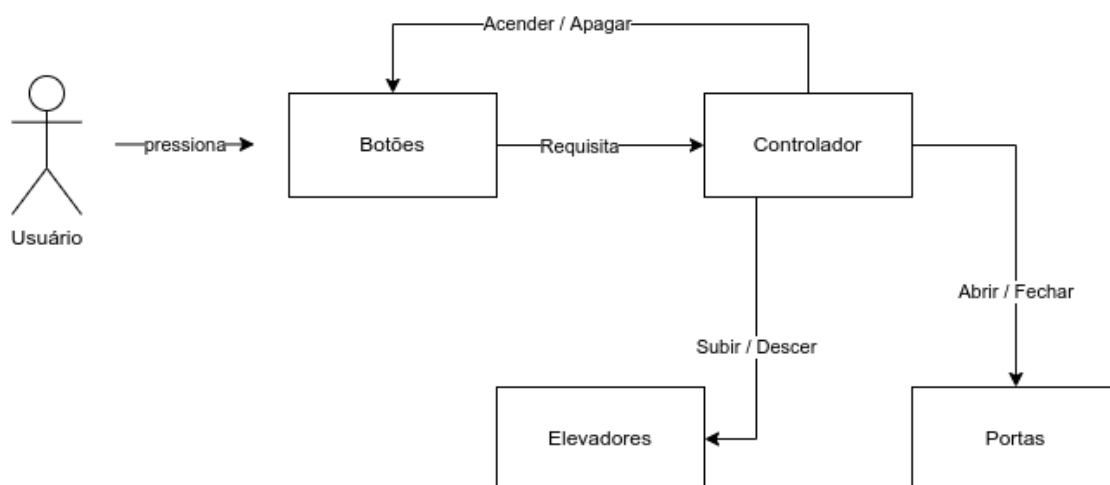 Acender / Apagar
pressiona
Botões
Requisita
Controlador
Usuário
Abrir / Fechar
Subir / Descer
Elevadores
Portas